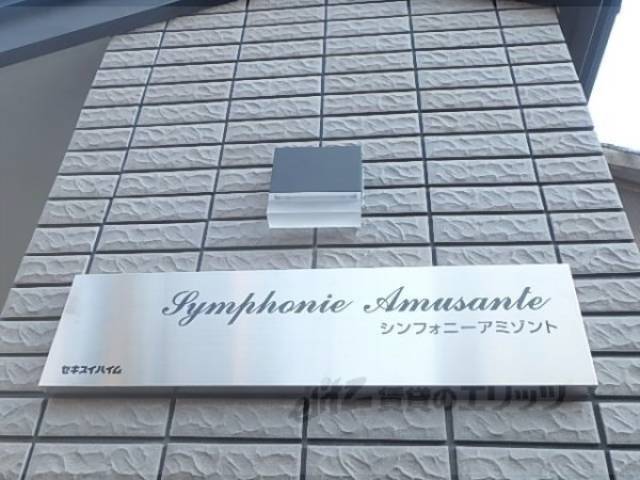 Symphonie Amusante
シンフォニーアミゾント
セキスイハイム
賃貸のエリッツ